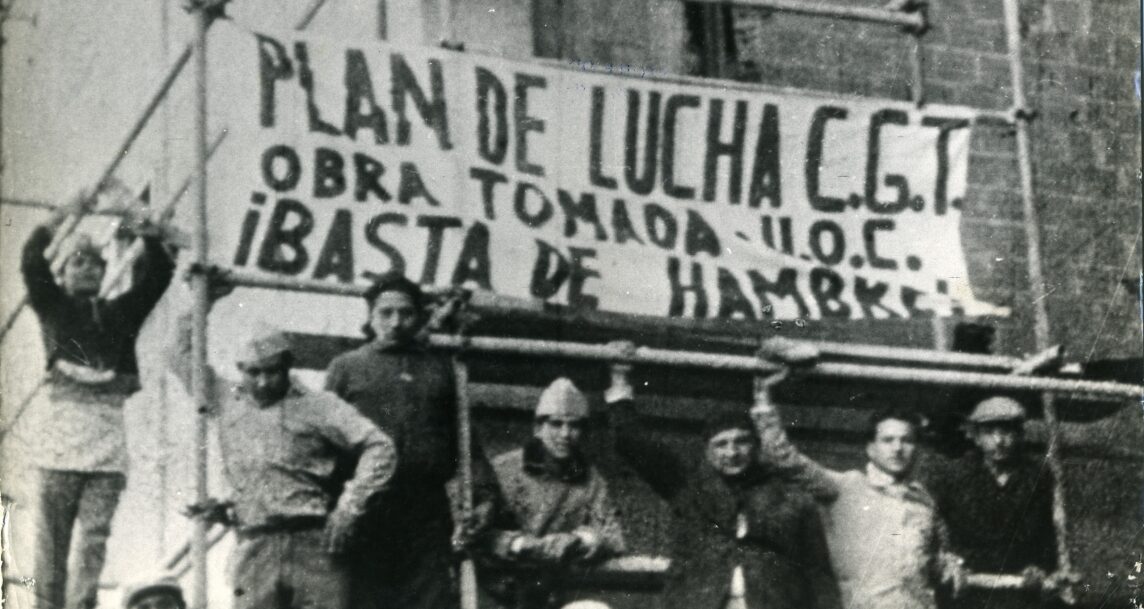 PLAN DE LUCHA C.G.T.
OBRA TOMADA - U.O.C.
¡BASTA DE HAMBRE!